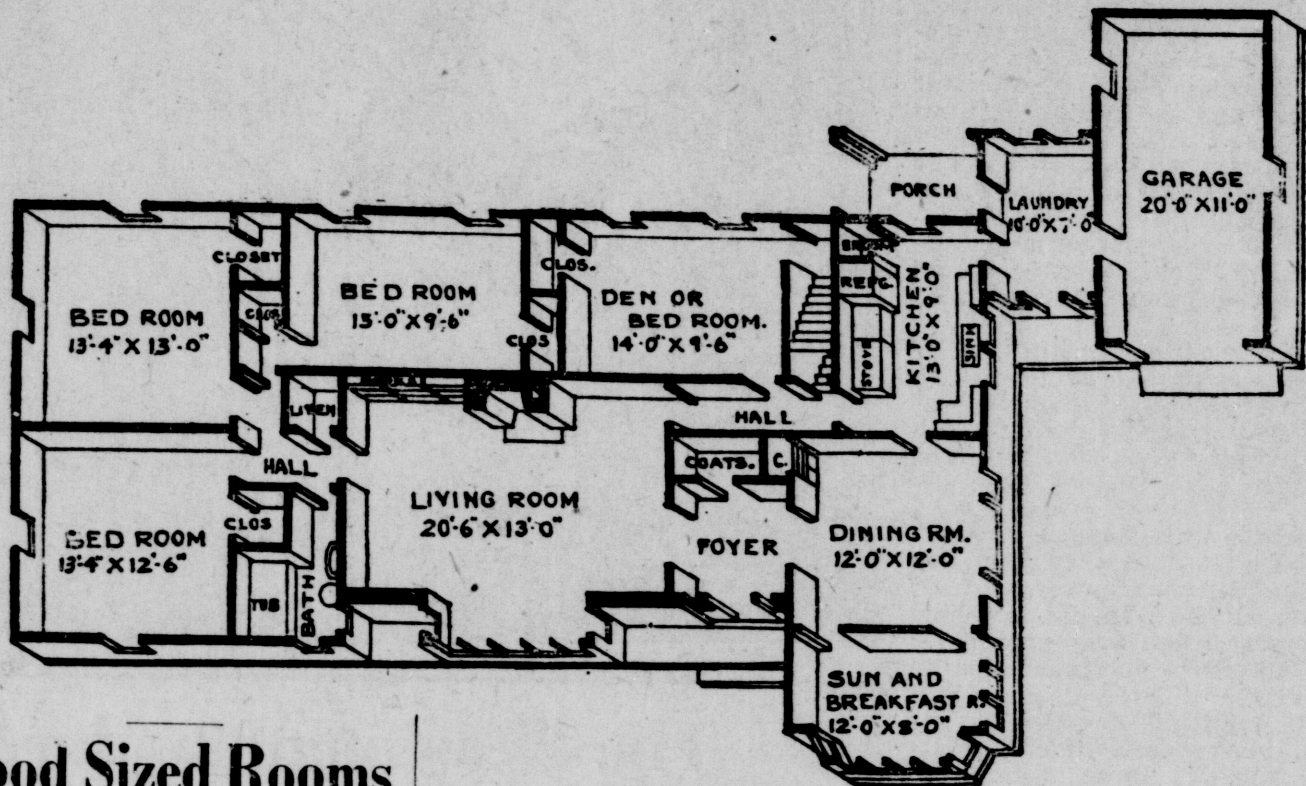 GARAGE
20'-0" X 11'-0"
PORCH
LAUNDRY
10'-0" X 7'-0"
CLOSET
CLOS.
BED ROOM
13'-4" X 13'-0"
BED ROOM
13'-0" X 9'-6"
CLOS.
CLOS
DEN OR
BED ROOM.
14'-0" X 9'-6"
REFG.
STOVE
KITCHEN
13'-0" X 9'-0"
SINK
LINEN
HALL
HALL
COATS.
C.
BED ROOM
13'-4" X 12'-6"
CLOS
TUB
BATH
LIVING ROOM
20'-6" X 13'-0"
FOYER
DINING RM.
12'-0" X 12'-0"
SUN AND
BREAKFAST R.
12'-0" X 8'-0"
ood Sized Rooms